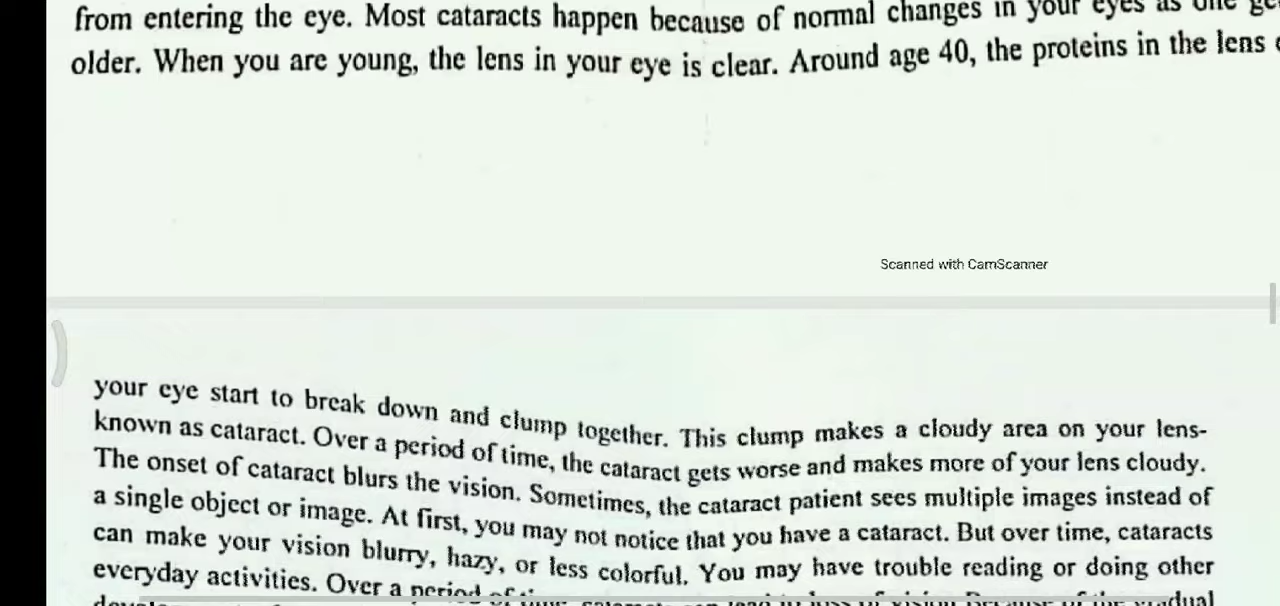 from entering the eye. Most cataracts happen because of normal changes in your eyes as one
older. When you are young, the lens in your eye is clear. Around age 40, the proteins in the lens
Scanned with CamScanner
your eye start to break down and clump together. This clump makes a cloudy area on your lens-
known as cataract. Over a period of time, the cataract gets worse and makes more of your lens cloudy.
The onset of cataract blurs the vision. Sometimes, the cataract patient sees multiple images instead of
a single object or image. At first, you may not notice that you have a cataract. But over time, cataracts
can make your vision blurry, hazy, or less colorful. You may have trouble reading or doing other
everyday activities. Over a period